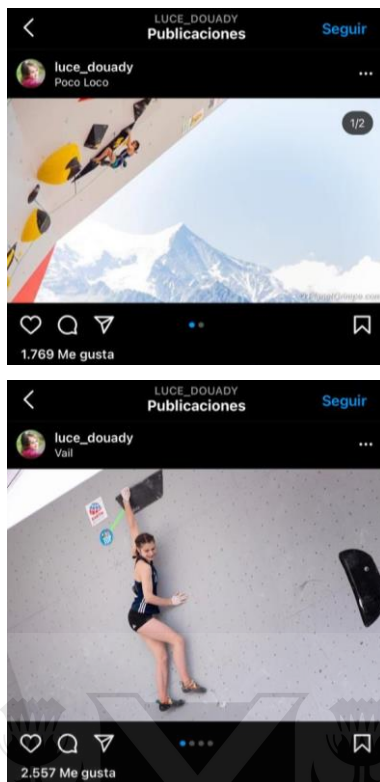 LUCE_DOUADY
Publicaciones
Seguir
luce_douady
Poco Loco
1/2
1.769 Me gusta
LUCE_DOUADY
Publicaciones
Seguir
luce_douady
Vail
2.557 Me gusta